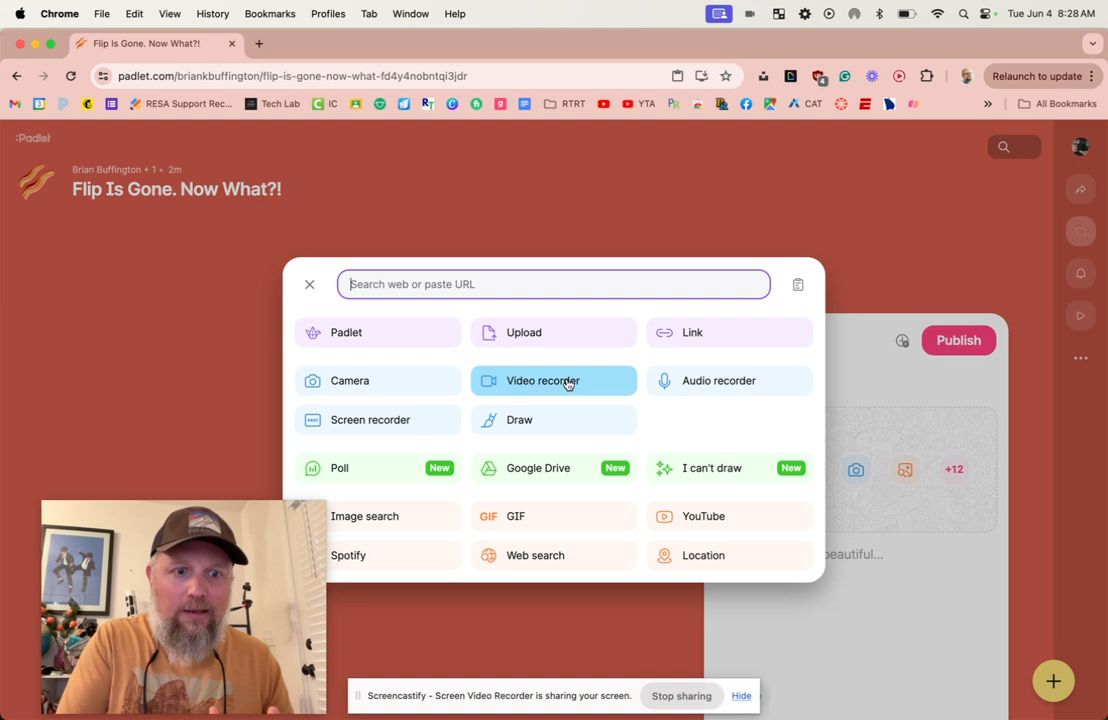 Chrome File Edit View History Bookmarks Profiles Tab Window Help Tue Jun 4 8:28 AM
Flip Is Gone. Now What?!
padlet.com/briankbuffington/flip-is-gone-now-what-fd4y4nobntqi3jdr 4 Relaunch to update
RESA Support Rec... Tech Lab IC RTRT YTA CAT » All Bookmarks
:Padlet
Brian Buffington + 1 • 2m
Flip Is Gone. Now What?!
Search web or paste URL
Padlet Upload Link
Publish
Camera Video recorder Audio recorder
Screen recorder Draw
Poll New Google Drive New I can't draw New +12
Image search GIF GIF YouTube
Spotify Web search Location
beautiful...
Screencastify - Screen Video Recorder is sharing your screen. Stop sharing Hide